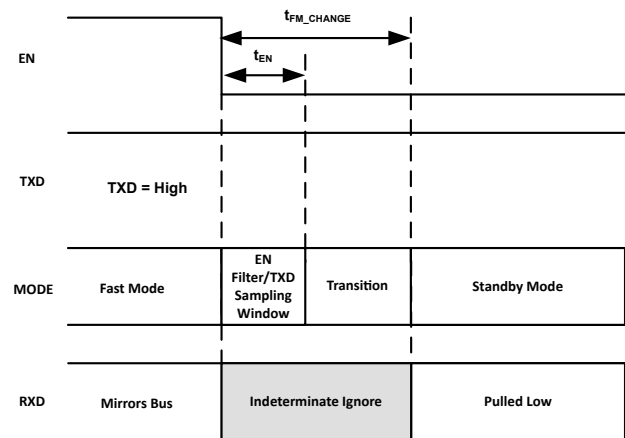 tFM_CHANGE
EN
tEN
TXD
TXD = High
MODE
Fast Mode
EN
Filter/TXD
Sampling
Window
Transition
Standby Mode
RXD
Mirrors Bus
Indeterminate Ignore
Pulled Low